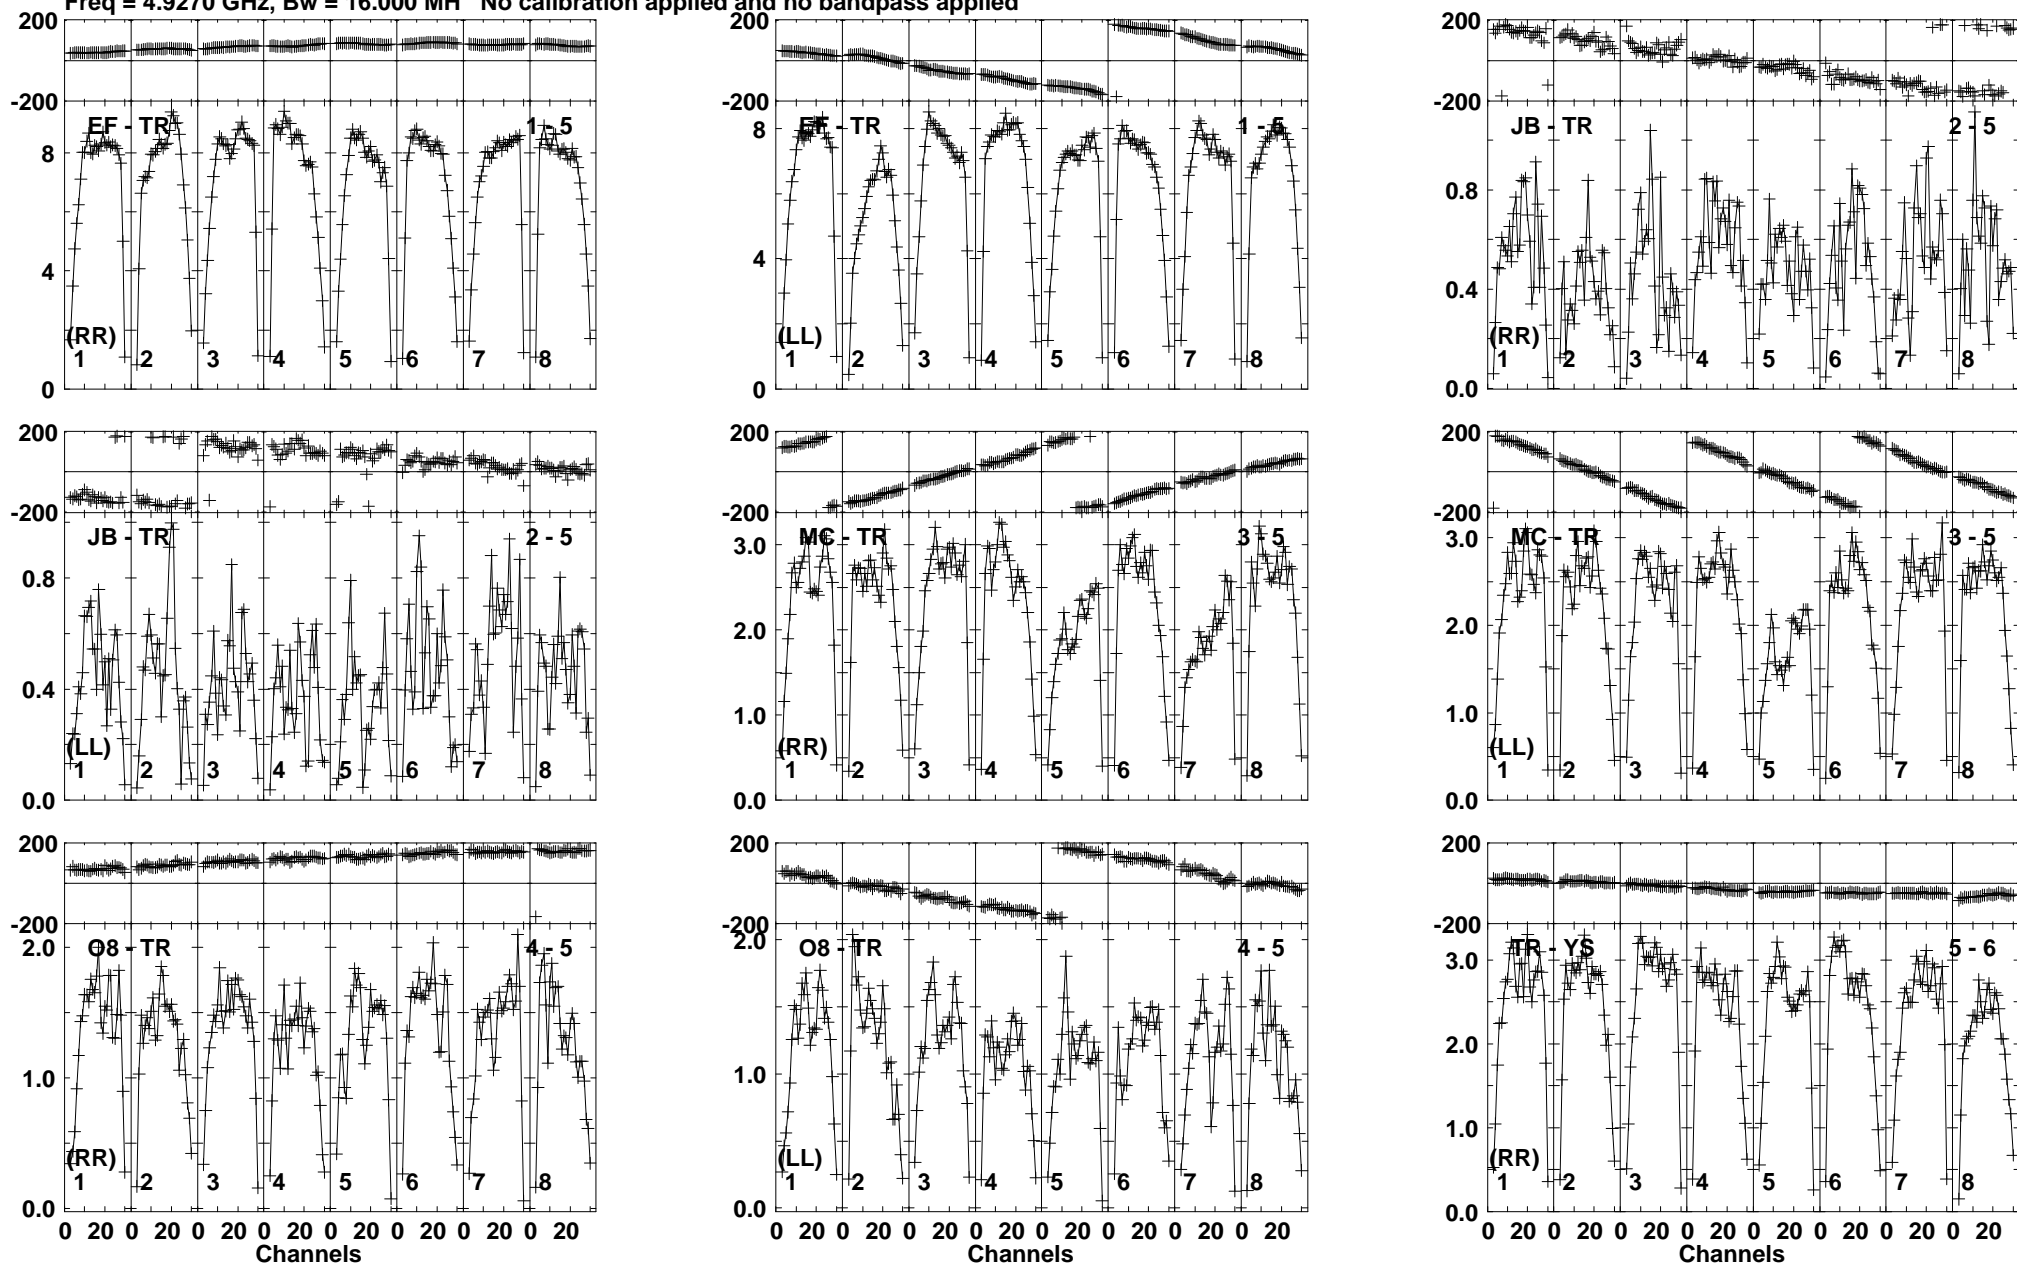 Freq = 4.9270 GHz, Bw = 16.000 MH No calibration applied and no bandpass applied
200 200 200
-200 -200 -200
EF - TR 1 - 5 EF - TR 1 - 5 JB - TR 2 - 5
8 8 0.8
4 4 0.4
(RR) (LL) (RR)
1 2 3 4 5 6 7 8 1 2 3 4 5 6 7 8 1 2 3 4 5 6 7 8
0 0 0.0
200 200 200
-200 -200 -200
JB - TR 2 - 5 MC - TR 3 - 5 MC - TR 3 - 5
0.8 3.0 3.0
0.4 2.0 2.0
1.0 1.0
(LL) (RR) (LL)
1 2 3 4 5 6 7 8 1 2 3 4 5 6 7 8 1 2 3 4 5 6 7 8
0.0 0.0 0.0
200 200 200
-200 -200 -200
O8 - TR 4 - 5 O8 - TR 4 - 5 TR - YS 5 - 6
2.0 2.0 3.0
2.0
1.0 1.0 1.0
(RR) (LL) (RR)
1 2 3 4 5 6 7 8 1 2 3 4 5 6 7 8 1 2 3 4 5 6 7 8
0.0 0.0 0.0
0 20 0 20 0 20 0 20 0 20 0 20 0 20 0 20 0 20 0 20 0 20 0 20 0 20 0 20 0 20 0 20 0 20 0 20 0 20 0 20 0 20 0 20 0 20 0 20
Channels Channels Channels